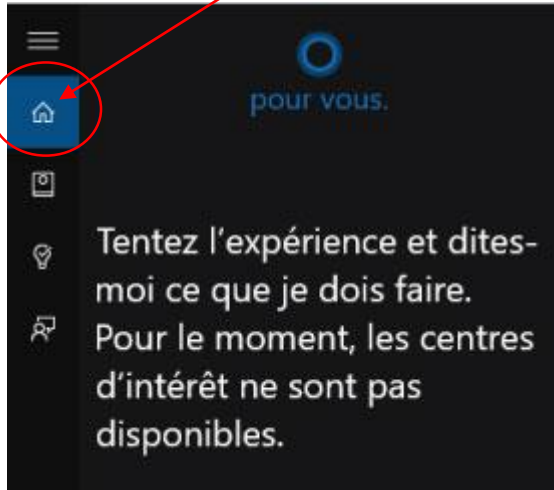 pour vous.
Tentez l'expérience et dites-
moi ce que je dois faire.
Pour le moment, les centres
d'intérêt ne sont pas
disponibles.